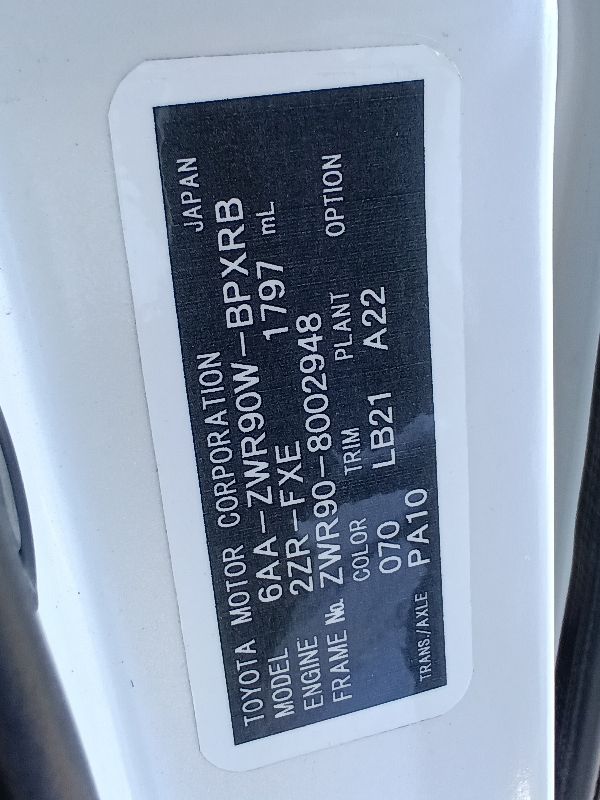 TOYOTA MOTOR CORPORATION JAPAN
MODEL 6AA-ZWR90W-BPXRB
ENGINE 2ZR-FXE 1797 mL
FRAME No. ZWR90-8002948
COLOR TRIM PLANT OPTION
070 LB21 A22
TRANS./AXLE PA10